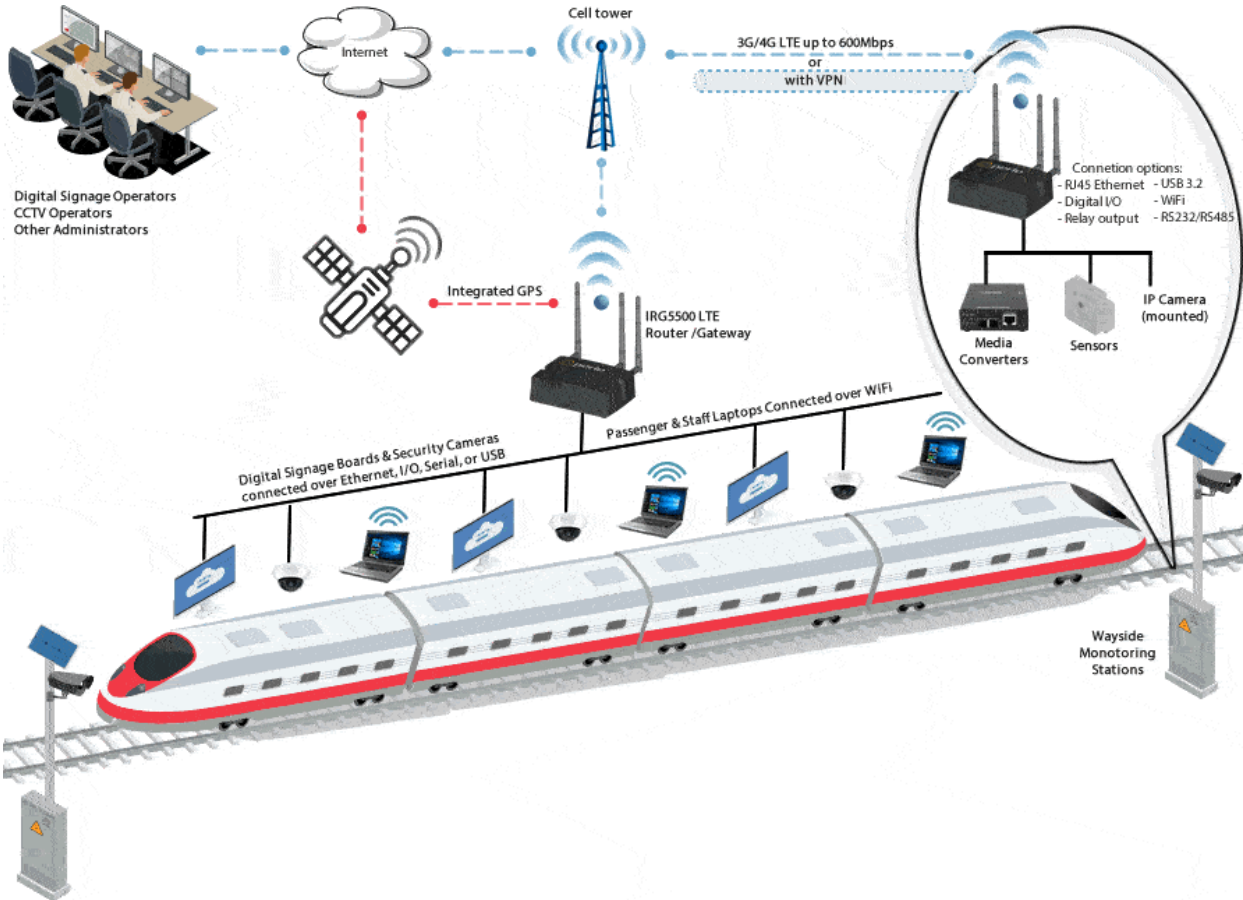 Cell tower
Internet
3G/4G LTE up to 600Mbps
or
with VPN
Digital Signage Operators
CCTV Operators
Other Administrators
Connetion options:
- RJ45 Ethernet - USB 3.2
- Digital I/O - WiFi
- Relay output - RS232/RS485
Integrated GPS
IRG5500 LTE
Router /Gateway
Media
Converters
Sensors
IP Camera
(mounted)
Digital Signage Boards & Security Cameras
connected over Ethernet, I/O, Serial, or USB
Passenger & Staff Laptops Connected over WiFi
Wayside
Monotoring
Stations